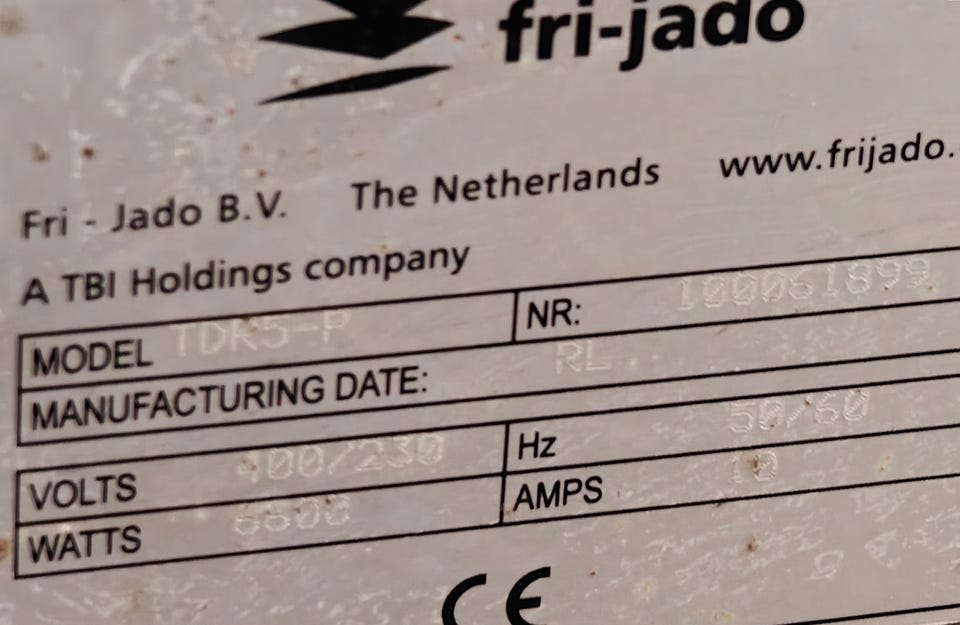 fri-jado
Fri - Jado B.V. The Netherlands www.frijado.
A TBI Holdings company
MODEL TDR5-P NR: 100061899
MANUFACTURING DATE: RL
VOLTS 400/230 Hz 50/60
WATTS 6600 AMPS 10
CE